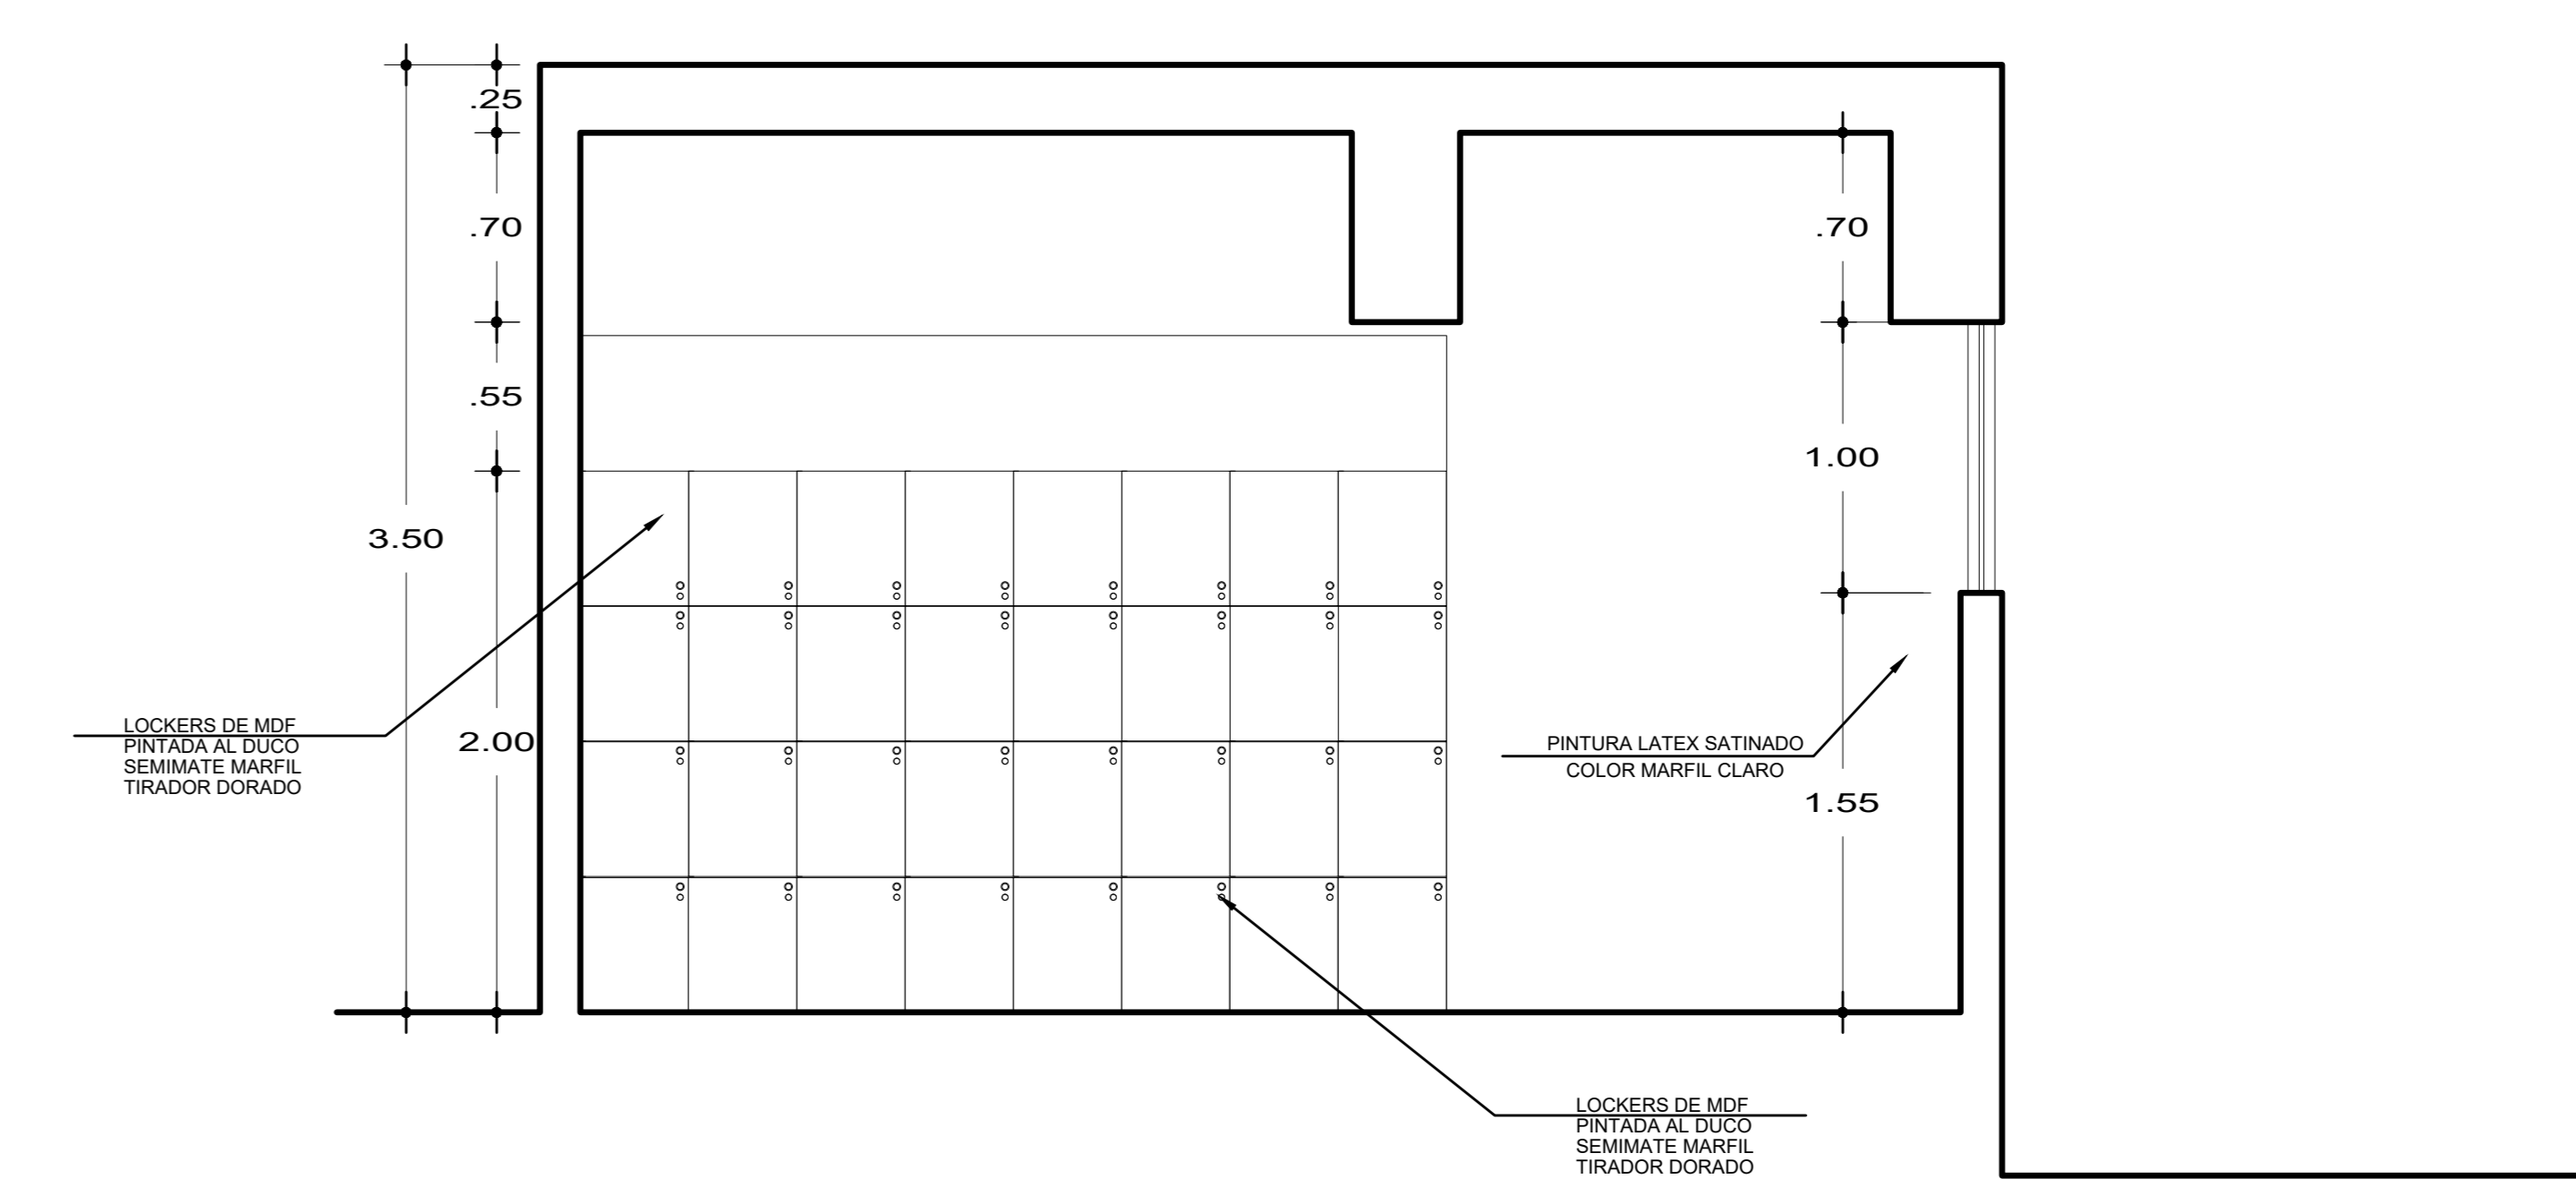 .25
.70
.70
.55
1.00
3.50
2.00
LOCKERS DE MDF
PINTADA AL DUCO
SEMIMATE MARFIL
TIRADOR DORADO
PINTURA LATEX SATINADO
COLOR MARFIL CLARO
1.55
LOCKERS DE MDF
PINTADA AL DUCO
SEMIMATE MARFIL
TIRADOR DORADO